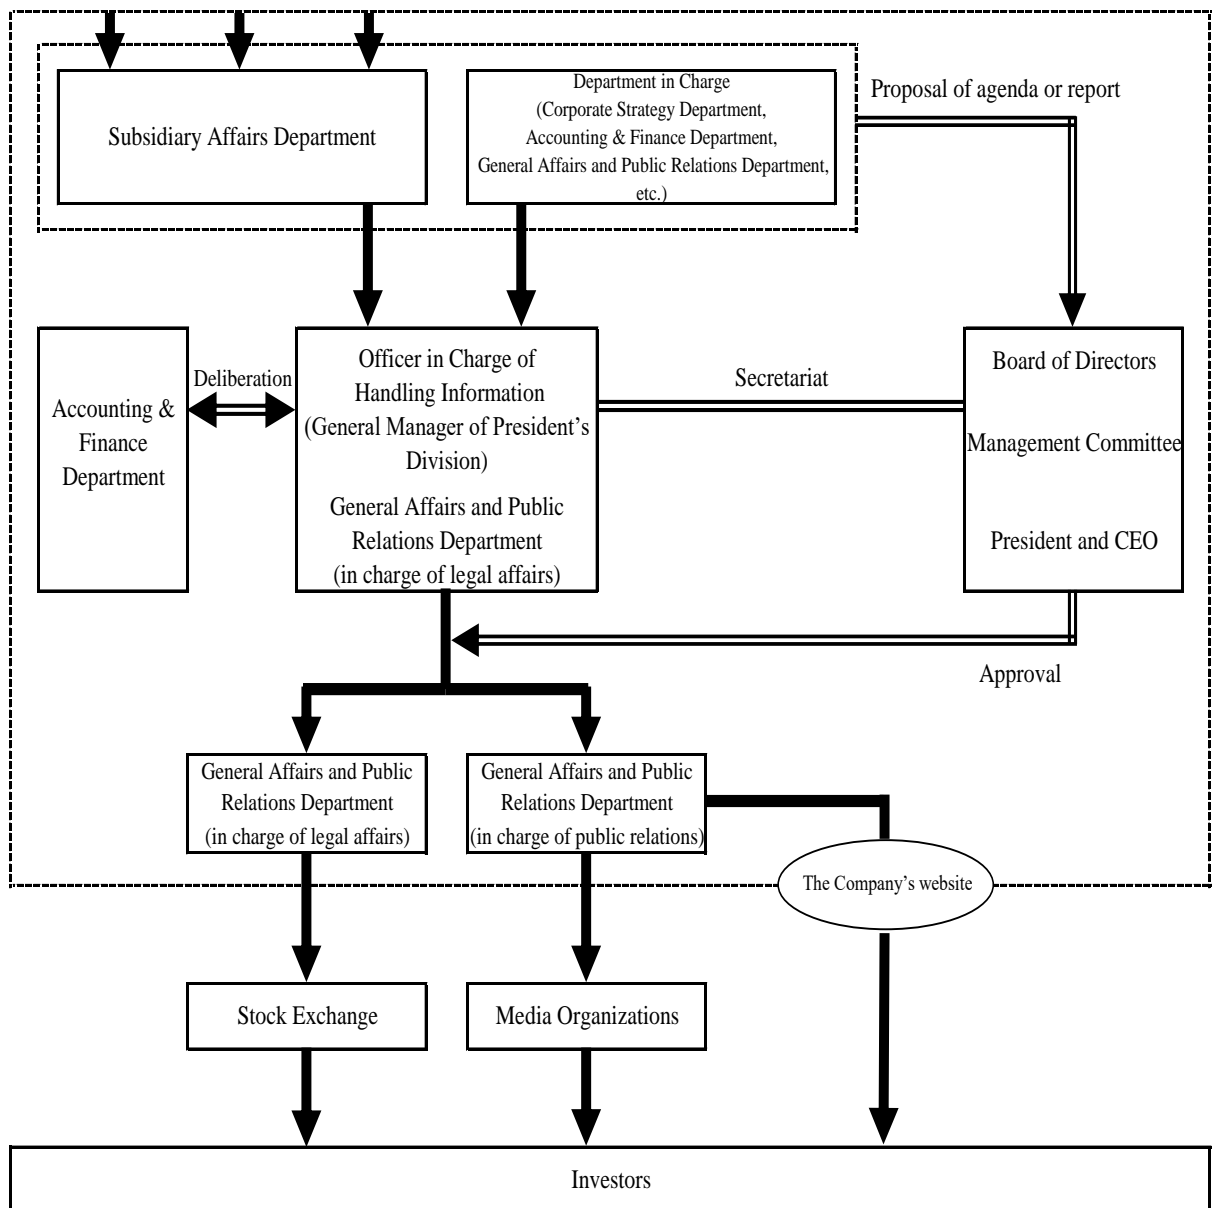 Subsidiary Affairs Department
Department in Charge
(Corporate Strategy Department,
Accounting & Finance Department,
General Affairs and Public Relations Department,
etc.)
Proposal of agenda or report
Accounting &
Finance
Department
Deliberation
Officer in Charge of
Handling Information
(General Manager of President’s
Division)
General Affairs and Public
Relations Department
(in charge of legal affairs)
Secretariat
Board of Directors
Management Committee
President and CEO
Approval
General Affairs and Public
Relations Department
(in charge of legal affairs)
General Affairs and Public
Relations Department
(in charge of public relations)
The Company’s website
Stock Exchange
Media Organizations
Investors